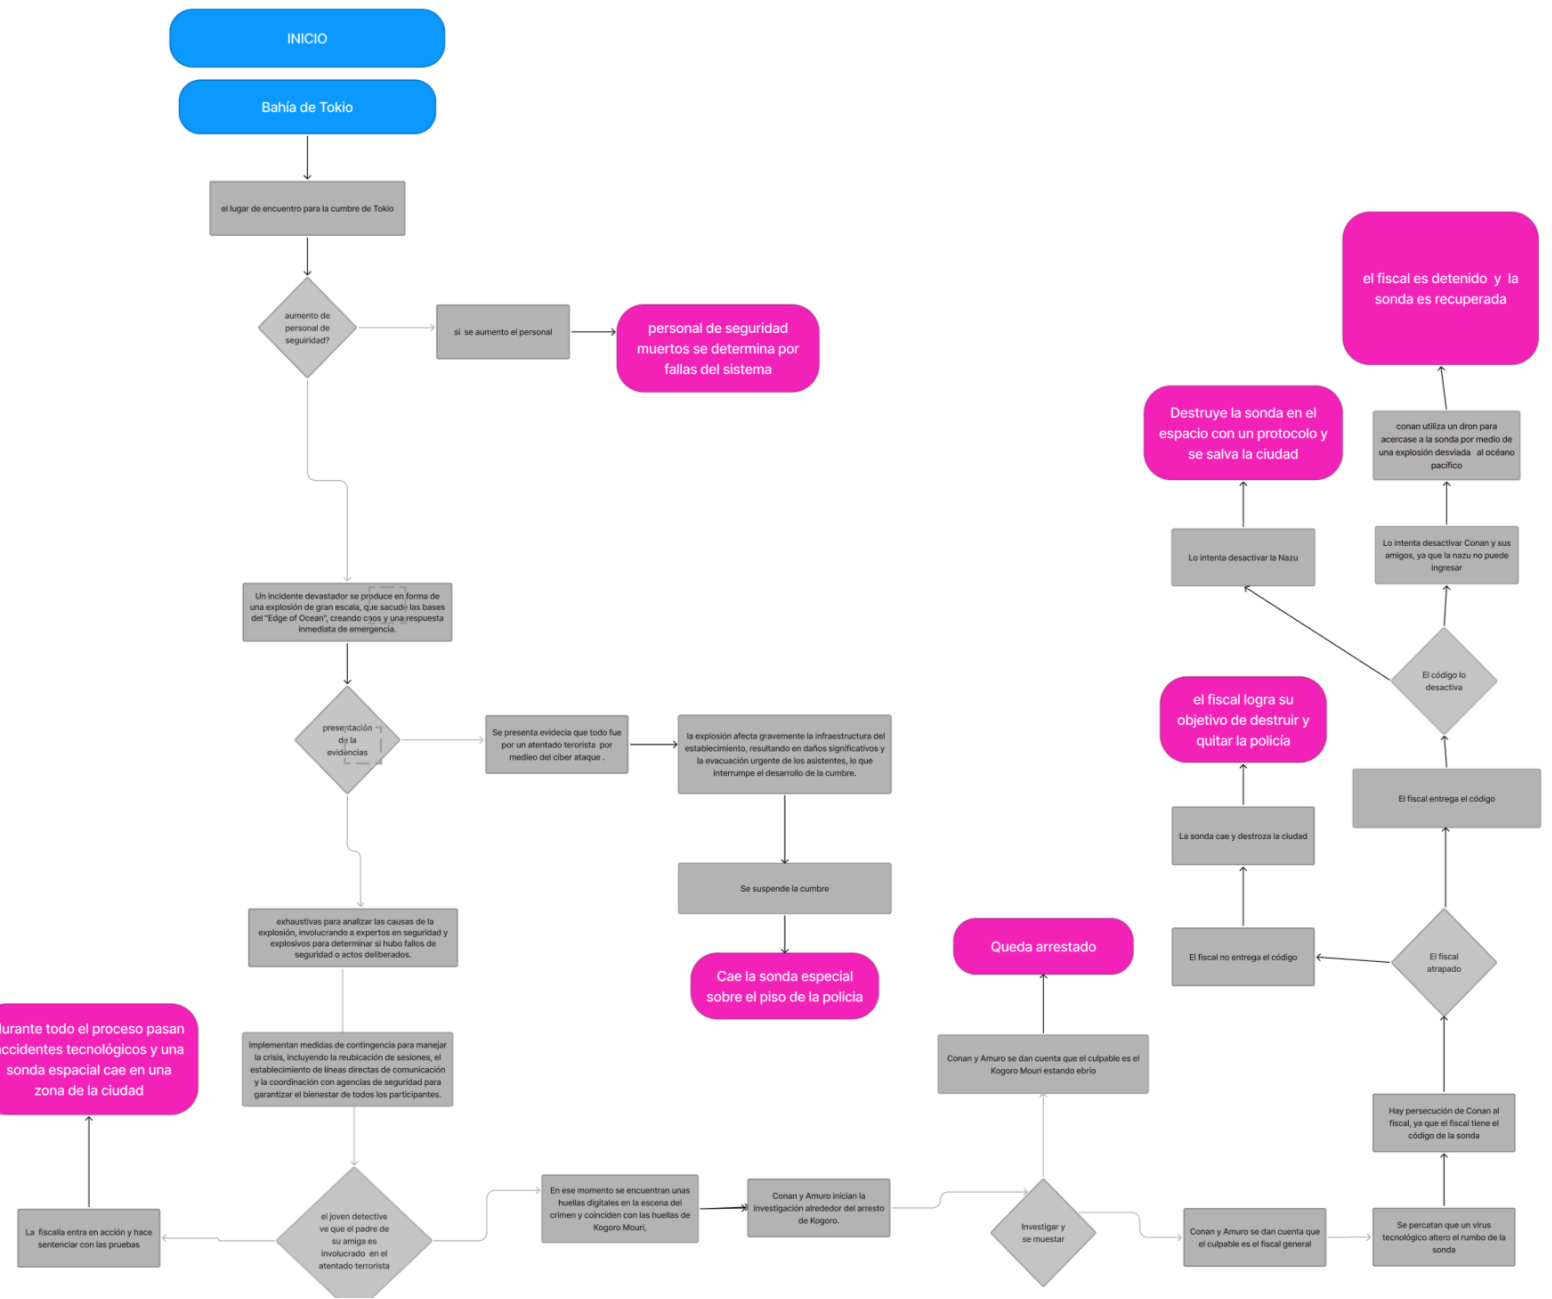 INICIO
Bahía de Tokio
el lugar de encuentro para la cumbre de Tokio
aumento de
personal de
seguiridad?
si se aumento el personal
personal de seguridad
muertos se determina por
fallas del sistema
Un incidente devastador se produce en forma de
una explosión de gran escala, que sacude las bases
del "Edge of Ocean", creando caos y una respuesta
inmediata de emergencia.
presentación
de la
evidencias
Se presenta evidecia que todo fue
por un atentado terorista por
medieo del ciber ataque .
la explosión afecta gravemente la infraestructura del
establecimiento, resultando en daños significativos y
la evacuación urgente de los asistentes, lo que
interrumpe el desarrollo de la cumbre.
Se suspende la cumbre
Cae la sonda especial
sobre el piso de la policia
exhaustivas para analizar las causas de la
explosión, involucrando a expertos en seguridad y
explosivos para determinar si hubo fallos de
seguridad o actos deliberados.
implementan medidas de contingencia para manejar
la crisis, incluyendo la reubicación de sesiones, el
establecimiento de líneas directas de comunicación
y la coordinación con agencias de seguridad para
garantizar el bienestar de todos los participantes.
el joven detective
ve que el padre de
su amiga es
involucrado en el
atentado terrorista
La fiscalía entra en acción y hace
sentenciar con las pruebas
durante todo el proceso pasan
accidentes tecnológicos y una
sonda espacial cae en una
zona de la ciudad
En ese momento se encuentran unas
huellas digitales en la escena del
crimen y coinciden con las huellas de
Kogoro Mouri,
Conan y Amuro inician la
investigación alrededor del arresto
de Kogoro.
Investigar y
se muestar
Conan y Amuro se dan cuenta que el culpable es el
Kogoro Mouri estando ebrio
Queda arrestado
Conan y Amuro se dan cuenta que
el culpable es el fiscal general
Se percatan que un virus
tecnológico altero el rumbo de la
sonda
Hay persecución de Conan al
fiscal, ya que el fiscal tiene el
código de la sonda
El fiscal
atrapado
El fiscal no entrega el código
La sonda cae y destroza la ciudad
el fiscal logra su
objetivo de destruir y
quitar la policía
El fiscal entrega el código
El código lo
desactiva
Lo intenta desactivar la Nazu
Destruye la sonda en el
espacio con un protocolo y
se salva la ciudad
Lo intenta desactivar Conan y sus
amigos, ya que la nazu no puede
ingresar
conan utiliza un dron para
acercase a la sonda por medio de
una explosión desviada al océano
pacífico
el fiscal es detenido y la
sonda es recuperada